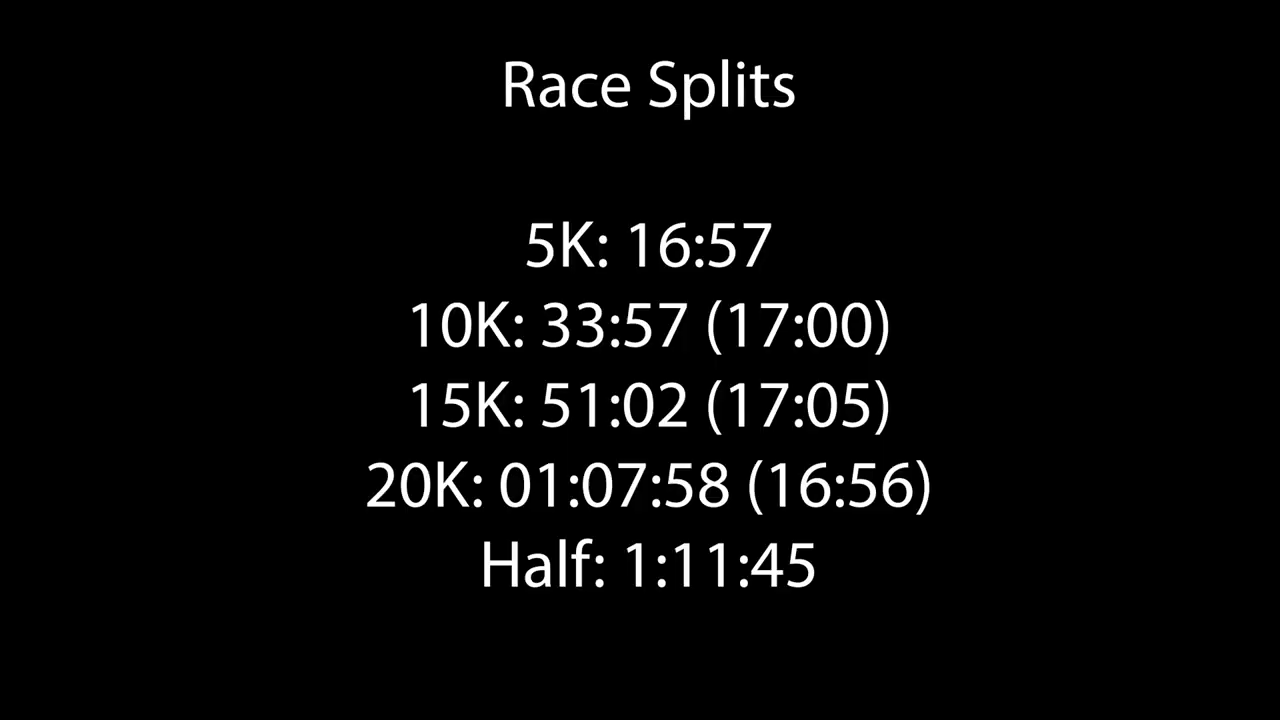 Race Splits
5K: 16:57
10K: 33:57 (17:00)
15K: 51:02 (17:05)
20K: 01:07:58 (16:56)
Half: 1:11:45